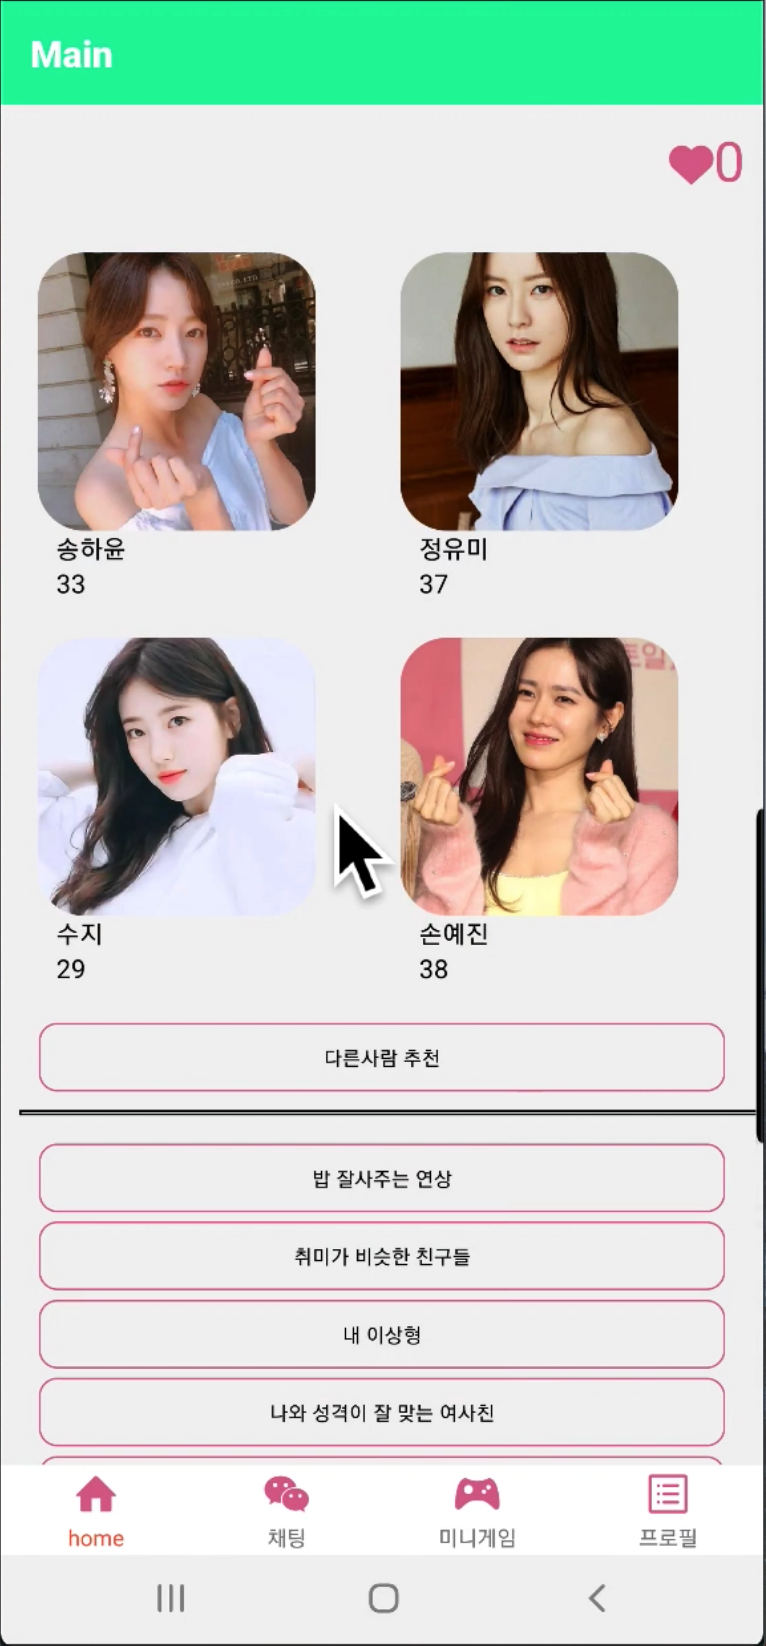 Main
0
송하윤
33
정유미
37
토일
수지
29
손예진
38
다른사람 추천
밥 잘사주는 연상
취미가 비슷한 친구들
내 이상형
나와 성격이 잘 맞는 여사친
home
채팅
미니게임
프로필